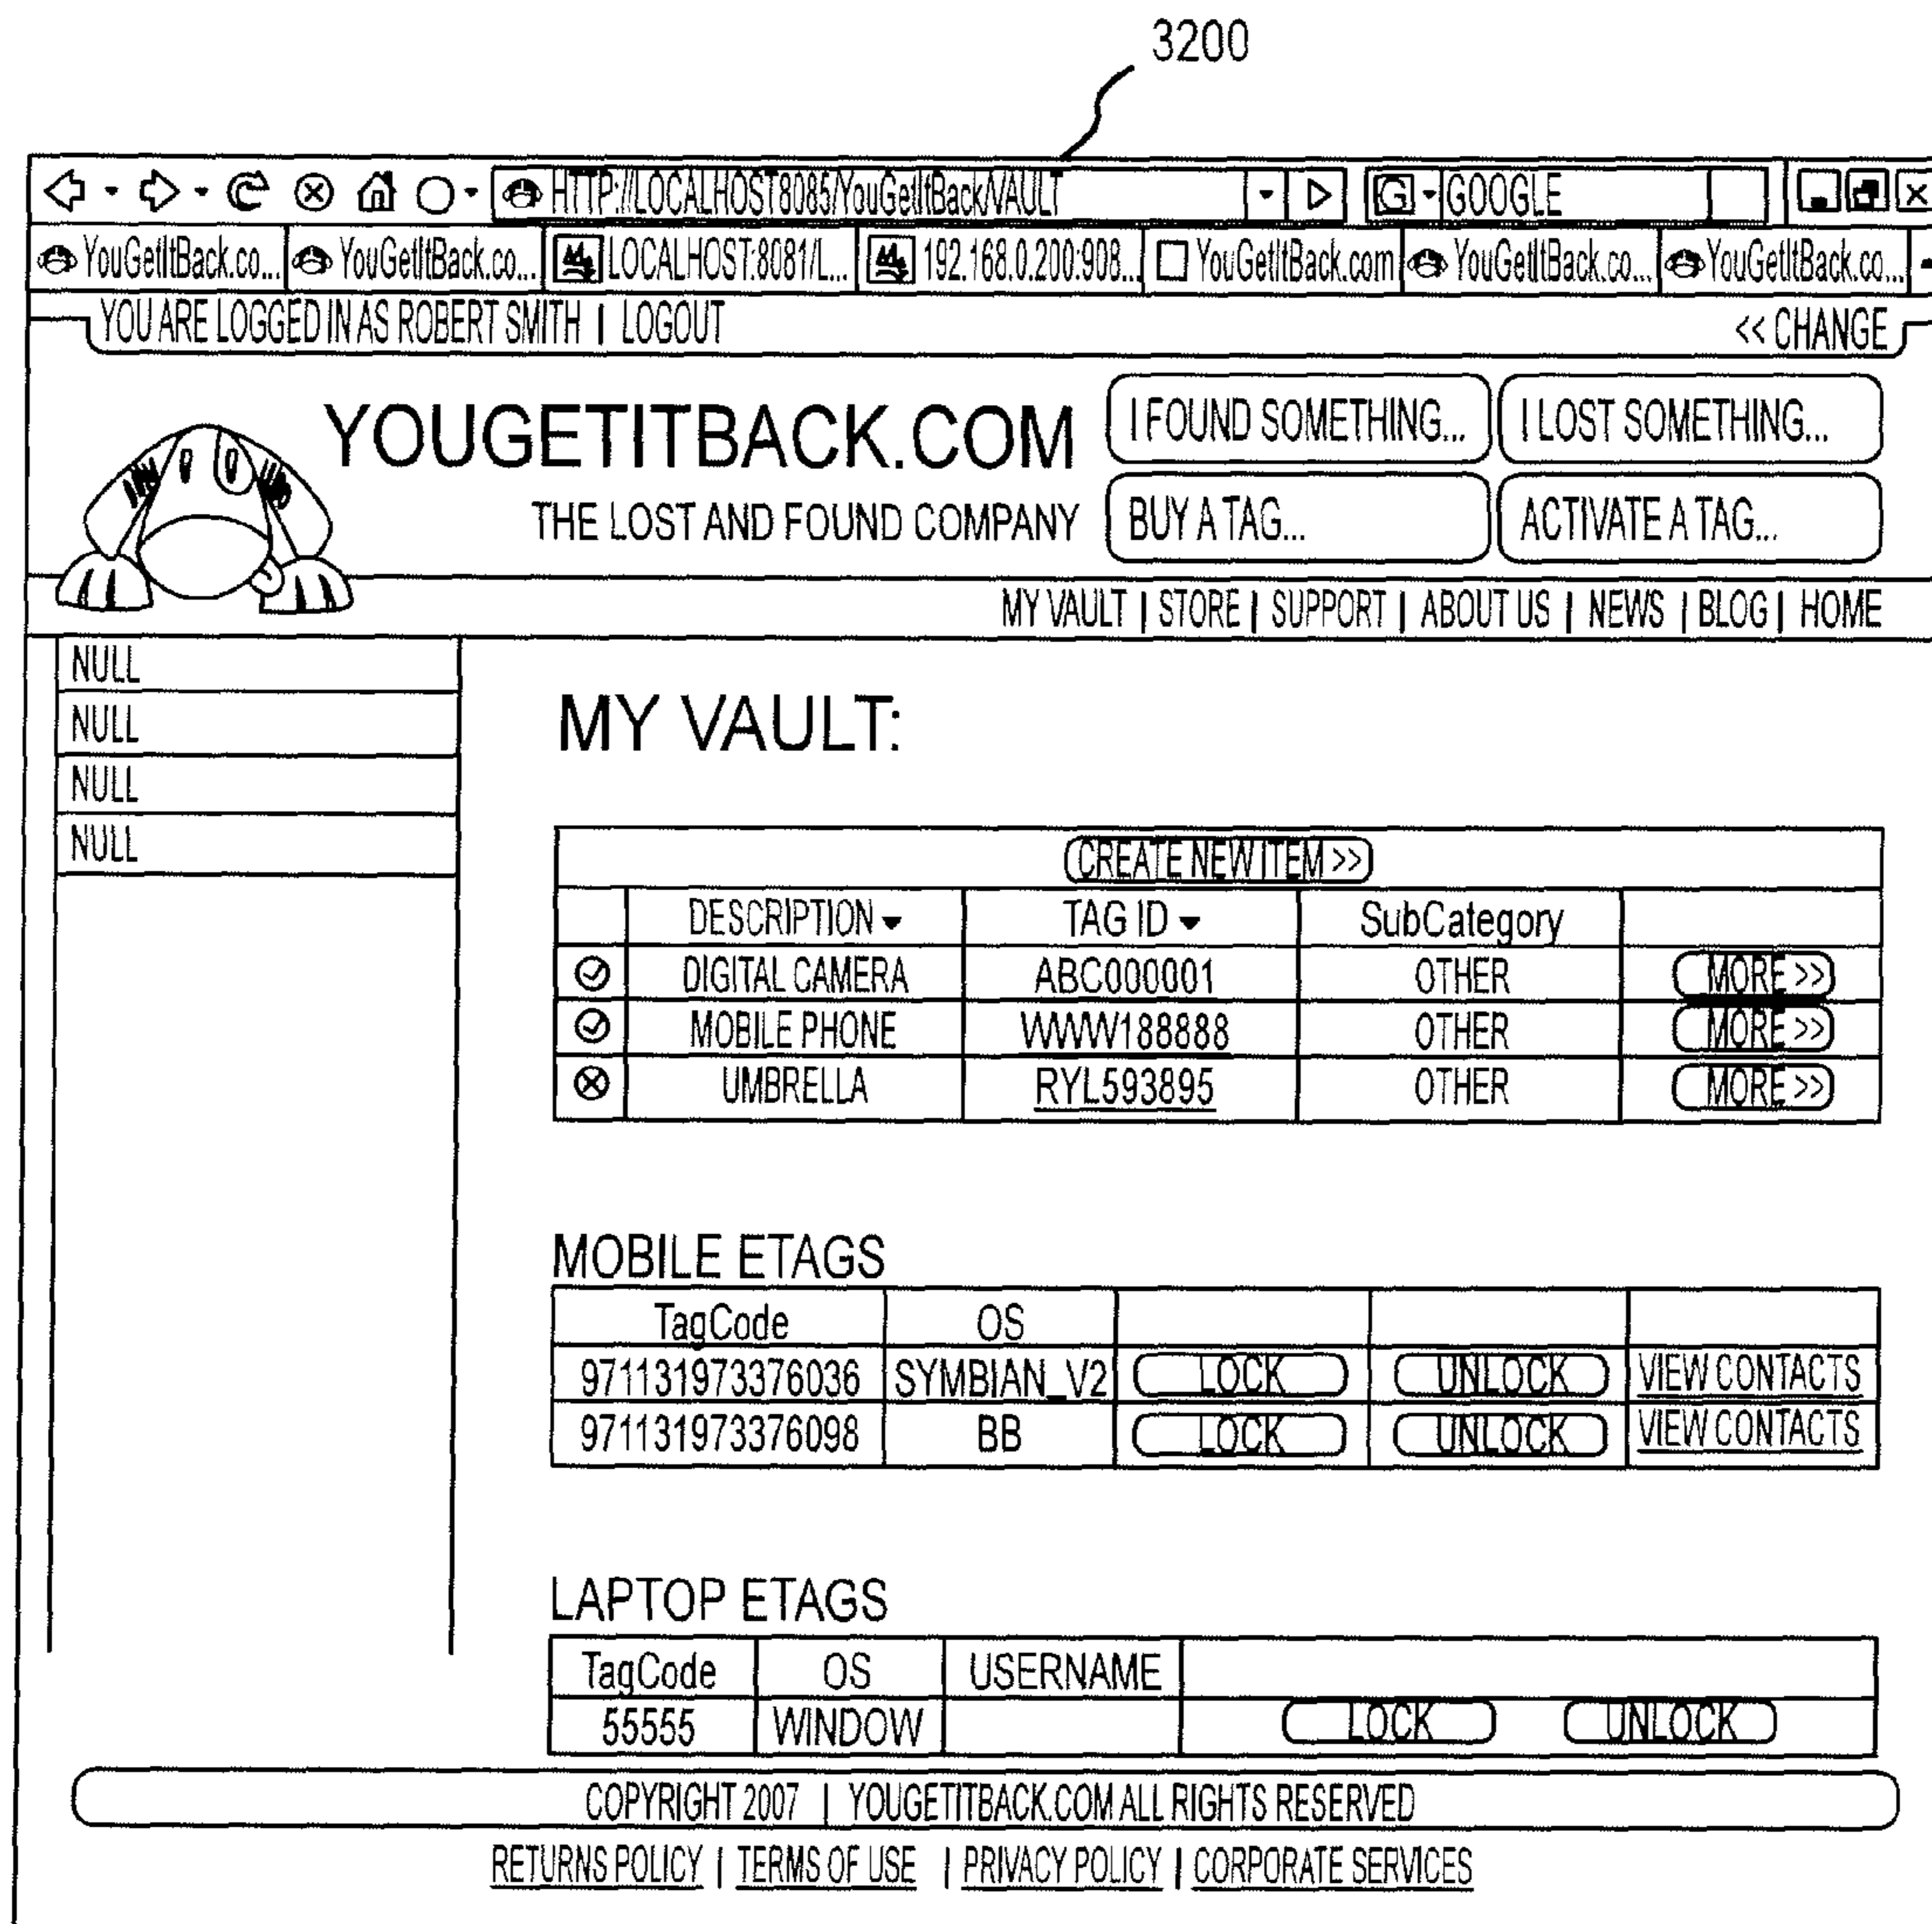 3200
HTTP://LOCALHOST8085/YouGetItBack/VAULT G GOOGLE
YouGetItBack.co... YouGetItBack.co... LOCALHOST:8081/L... 192.168.0.200:908... YouGetItBack.com YouGetItBack.co... YouGetItBack.co...
YOU ARE LOGGED IN AS ROBERT SMITH | LOGOUT << CHANGE
YOUGETITBACK.COM
THE LOST AND FOUND COMPANY
I FOUND SOMETHING... I LOST SOMETHING...
BUY A TAG... ACTIVATE A TAG...
MY VAULT | STORE | SUPPORT | ABOUT US | NEWS | BLOG | HOME
NULL
NULL
NULL
NULL
MY VAULT:
CREATE NEW ITEM >>
DESCRIPTION TAG ID SubCategory
DIGITAL CAMERA ABC000001 OTHER MORE >>
MOBILE PHONE WWW188888 OTHER MORE >>
UMBRELLA RYL593895 OTHER MORE >>
MOBILE ETAGS
TagCode OS
971131973376036 SYMBIAN_V2 LOCK UNLOCK VIEW CONTACTS
971131973376098 BB LOCK UNLOCK VIEW CONTACTS
LAPTOP ETAGS
TagCode OS USERNAME
55555 WINDOW LOCK UNLOCK
COPYRIGHT 2007 | YOUGETITBACK.COM ALL RIGHTS RESERVED
RETURNS POLICY | TERMS OF USE | PRIVACY POLICY | CORPORATE SERVICES